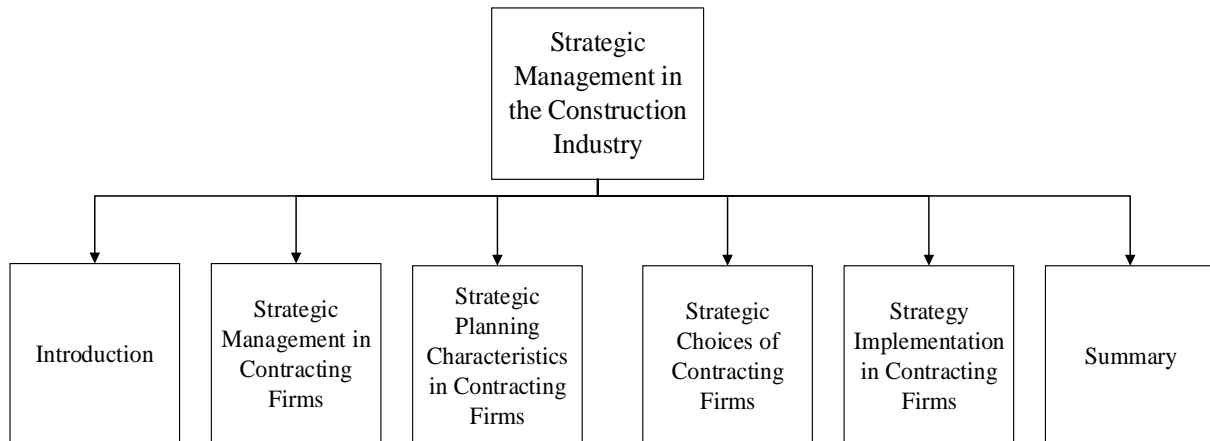 Strategic
Management in
the Construction
Industry
Introduction
Strategic
Management in
Contracting
Firms
Strategic
Planning
Characteristics
in Contracting
Firms
Strategic
Choices of
Contracting
Firms
Strategy
Implementation
in Contracting
Firms
Summary